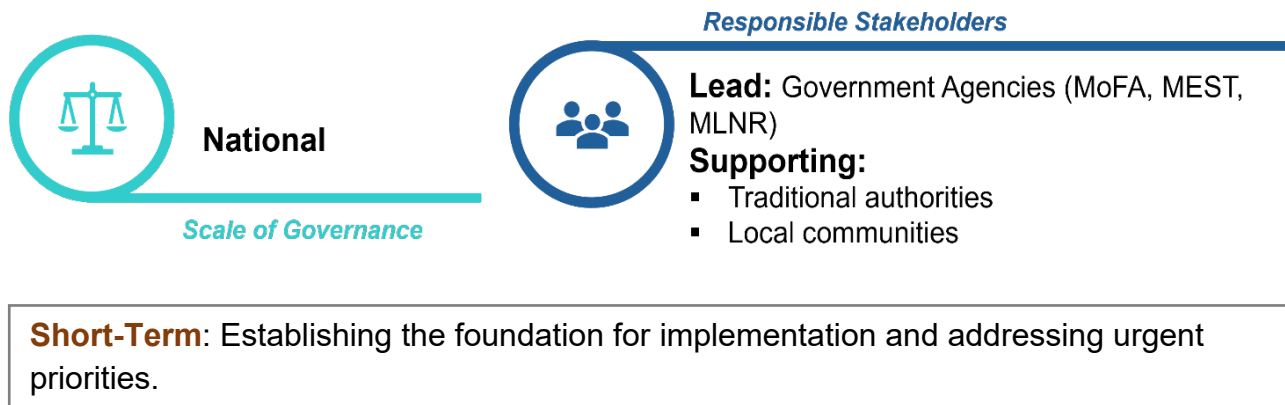 National
Scale of Governance
Responsible Stakeholders
Lead: Government Agencies (MoFA, MEST,
MLNR)
Supporting:
▪ Traditional authorities
▪ Local communities
Short-Term: Establishing the foundation for implementation and addressing urgent
priorities.